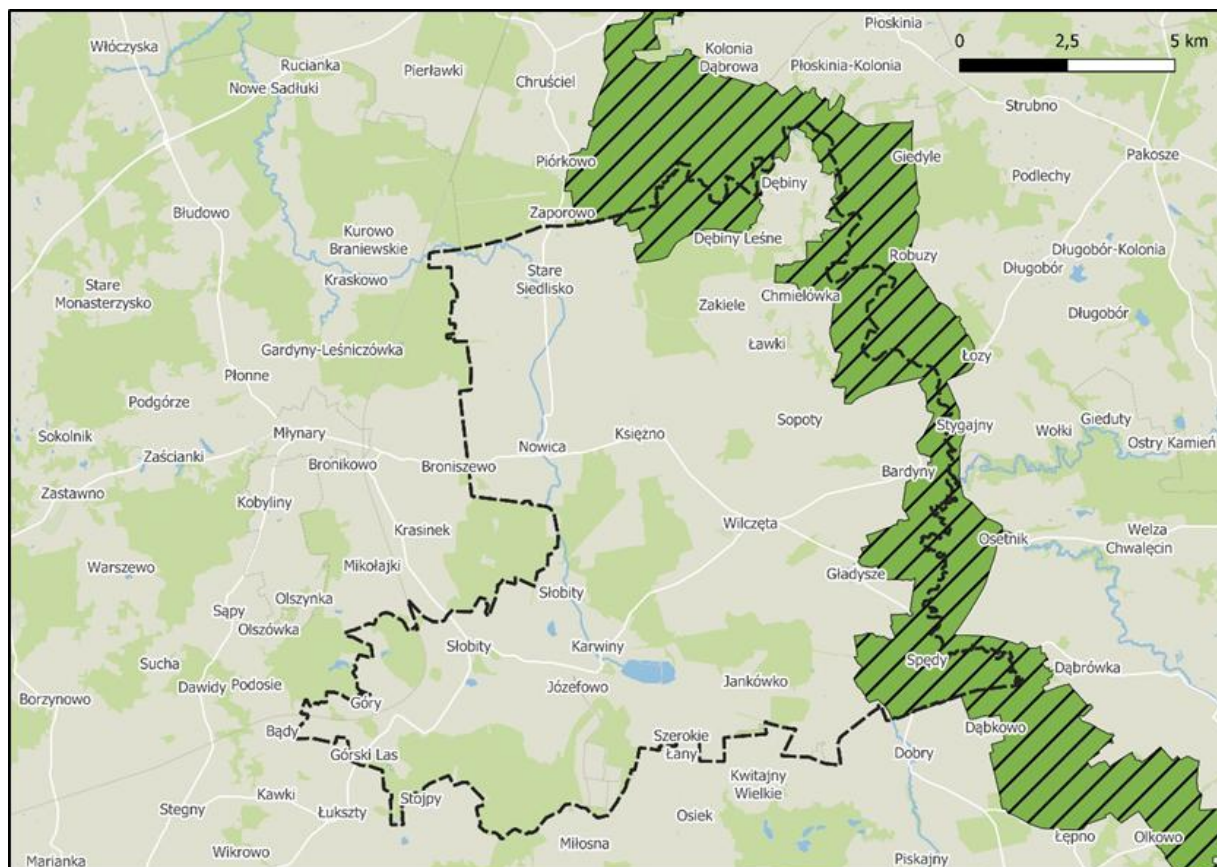 Włóczyska
Rucianka
Pierławki
Kolonia
Dąbrowa
Płoskinia
0 2,5 5 km
Nowe Sadłuki
Chruściel
Płoskinia-Kolonia
Strubno
Piórkowo
Giedyle
Pakosze
Podlechy
Dębiny
Błudowo
Zaporowo
Kurowo
Braniewskie
Dębiny Leśne
Robuzy
Długobór-Kolonia
Długobór
Stare
Monasterzysko
Kraskowo
Stare
Siedlisko
Chmielówka
Zakiele
Długobór
Gardyny-Leśniczówka
Ławki
Łozy
Płonne
Podgórze
Sopoty
Gieduty
Sokolnik
Młynary
Księżno
Stygajny
Wołki
Ostry Kamień
Zaścianki
Nowica
Bronikowo
Broniszewo
Bardyny
Zastawno
Kobyliny
Krasinek
Wilczęta
Osetnik
Welza
Chwalęcin
Warszewo
Mikołajki
Gładysze
Olszynka
Słobity
Sąpy
Olszówka
Słobity
Karwiny
Sucha
Spędy
Dąbrówka
Dawidy
Podosie
Józefowo
Jankówko
Borzynowo
Góry
Bądy
Szerokie
Łany
Dąbkowo
Górski Las
Dobry
Kwitajny
Wielkie
Stegny
Kawki
Stojpy
Łukszty
Osiek
Łępno
Olkowo
Miłosna
Wikrowo
Marianka
Piskajny